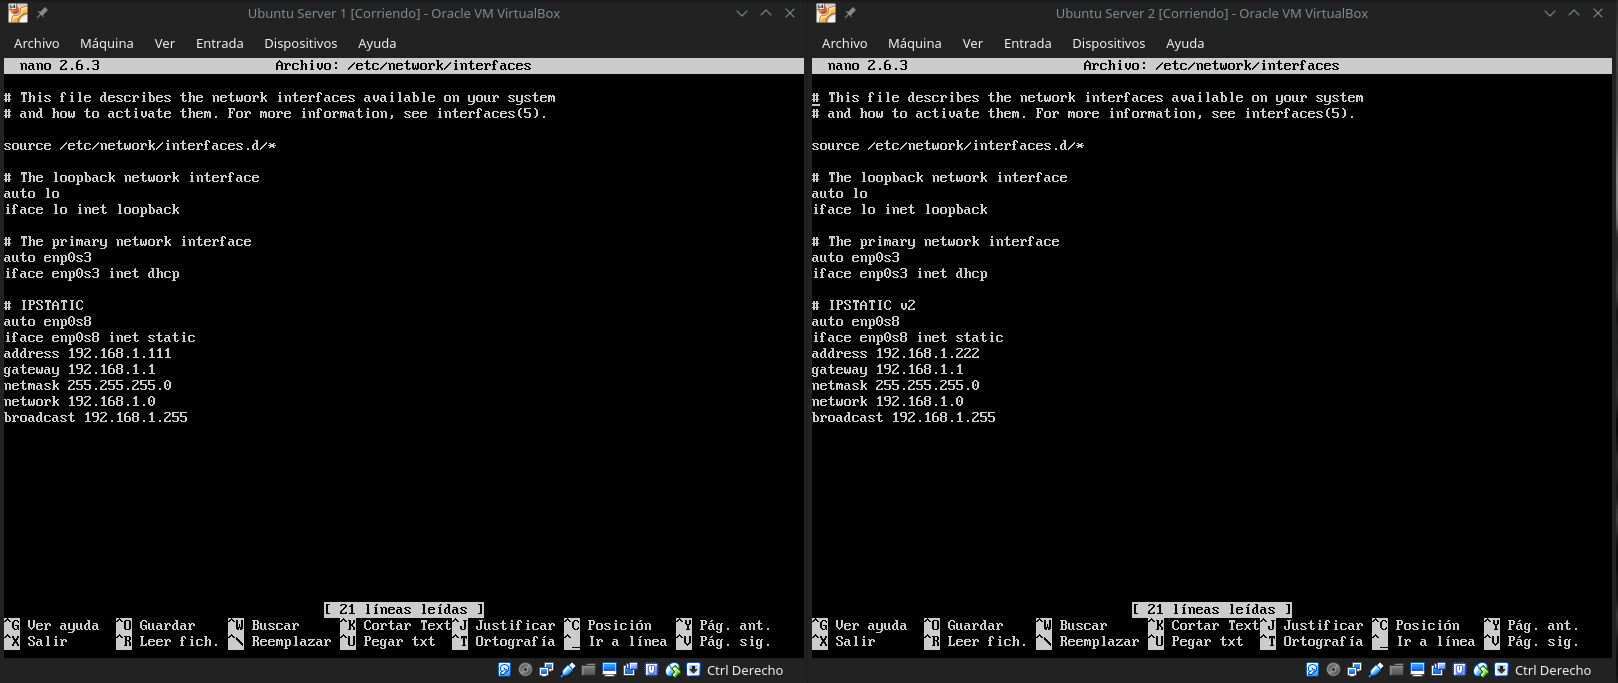 Ubuntu Server 1 [Corriendo] - Oracle VM VirtualBox
Archivo Máquina Ver Entrada Dispositivos Ayuda
nano 2.6.3 Archivo: /etc/network/interfaces
# This file describes the network interfaces available on your system
# and how to activate them. For more information, see interfaces(5).
source /etc/network/interfaces.d/*
# The loopback network interface
auto lo
iface lo inet loopback
# The primary network interface
auto enp0s3
iface enp0s3 inet dhcp
# IPSTATIC
auto enp0s8
iface enp0s8 inet static
address 192.168.1.111
gateway 192.168.1.1
netmask 255.255.255.0
network 192.168.1.0
broadcast 192.168.1.255
[ 21 líneas leídas ]
^G Ver ayuda ^O Guardar ^W Buscar ^K Cortar Text ^J Justificar ^C Posición ^Y Pág. ant.
^X Salir ^R Leer fich. ^\ Reemplazar ^U Pegar txt ^T Ortografía ^_ Ir a línea ^V Pág. sig.
Ctrl Derecho
Ubuntu Server 2 [Corriendo] - Oracle VM VirtualBox
Archivo Máquina Ver Entrada Dispositivos Ayuda
nano 2.6.3 Archivo: /etc/network/interfaces
# This file describes the network interfaces available on your system
# and how to activate them. For more information, see interfaces(5).
source /etc/network/interfaces.d/*
# The loopback network interface
auto lo
iface lo inet loopback
# The primary network interface
auto enp0s3
iface enp0s3 inet dhcp
# IPSTATIC v2
auto enp0s8
iface enp0s8 inet static
address 192.168.1.222
gateway 192.168.1.1
netmask 255.255.255.0
network 192.168.1.0
broadcast 192.168.1.255
[ 21 líneas leídas ]
^G Ver ayuda ^O Guardar ^W Buscar ^K Cortar Text ^J Justificar ^C Posición ^Y Pág. ant.
^X Salir ^R Leer fich. ^\ Reemplazar ^U Pegar txt ^T Ortografía ^_ Ir a línea ^V Pág. sig.
Ctrl Derecho